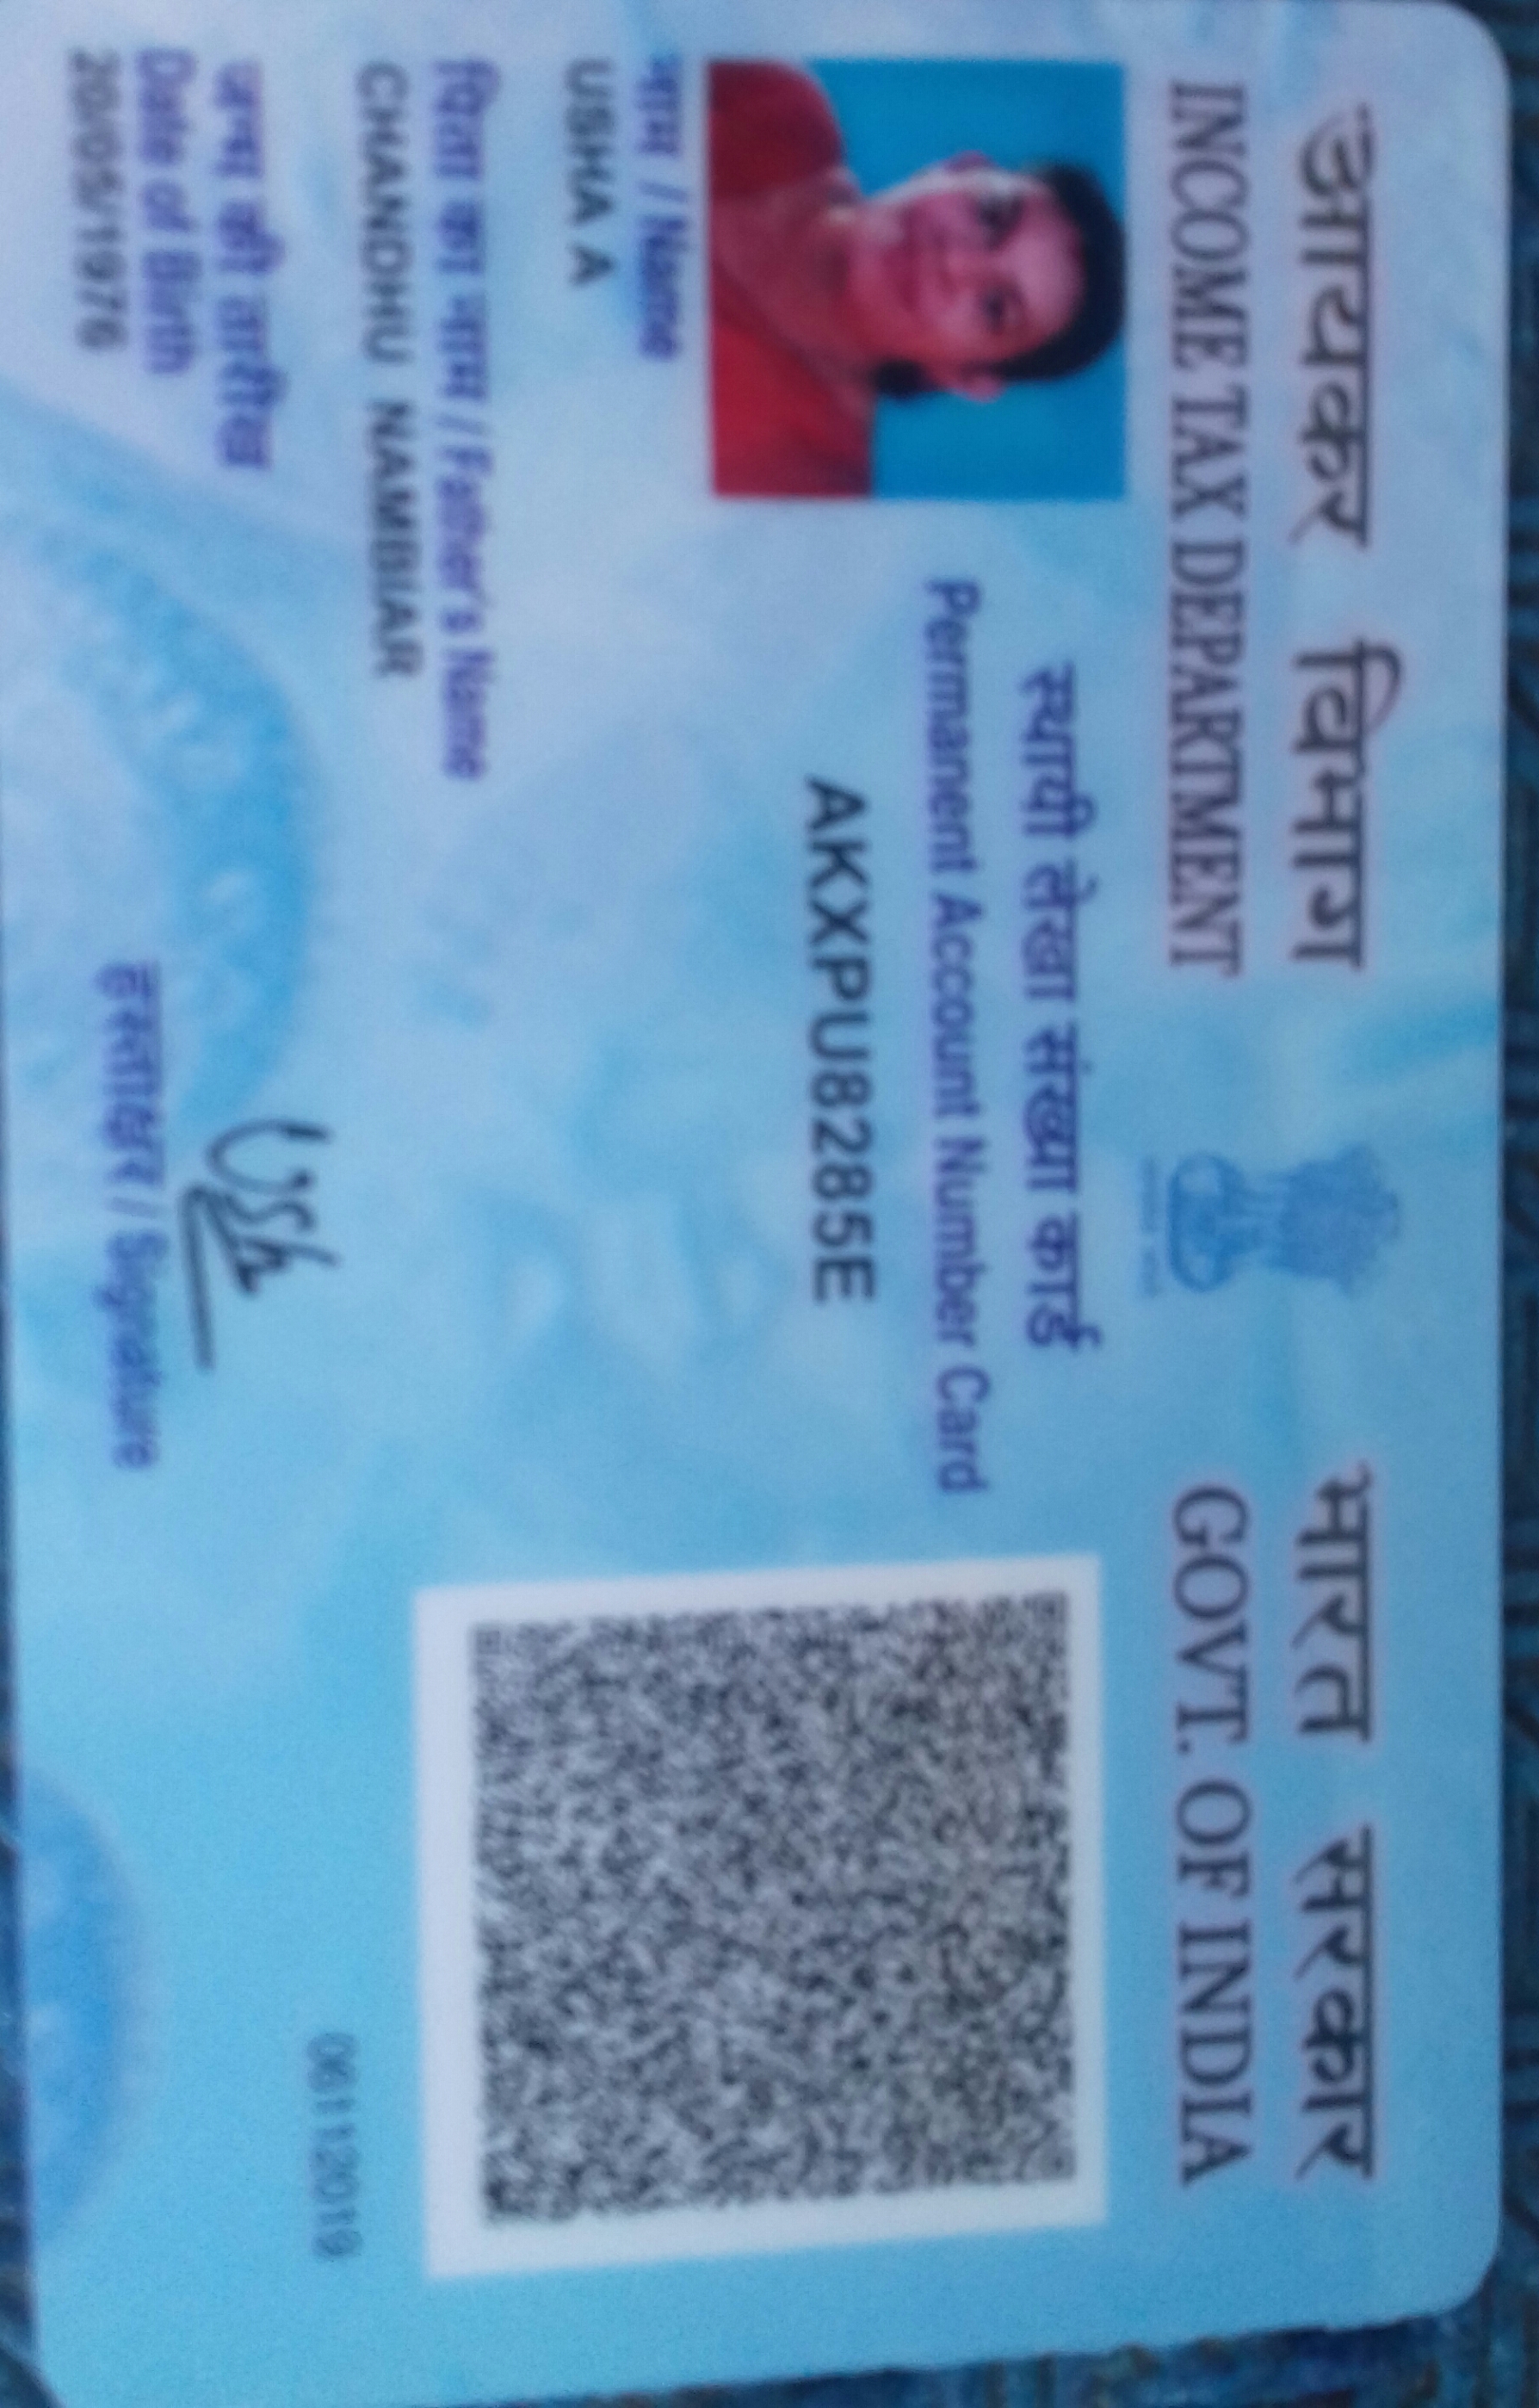 आयकर विभाग
INCOME TAX DEPARTMENT
भारत सरकार
GOVT. OF INDIA
स्थायी लेखा संख्या कार्ड
Permanent Account Number Card
AKXPU8285E
नाम / Name
USHA A
पिता का नाम / Father's Name
CHANDHU NAMBIAR
जन्म की तारीख
Date of Birth
20/05/1976
Usha
हस्ताक्षर / Signature
06112019